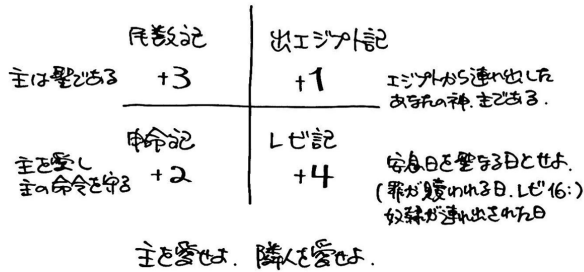 民数記 出エジプト記
主は聖である +3 +1 エジプトから連れ出した
あなたの神、主である.
申命記 レビ記
主を愛し
主の命令を守る +2 +4 安息日を聖なる日とせよ.
(罪が贖われる日.レビ16:)
奴隷が連れ出された日
主を愛せよ. 隣人を愛せよ.